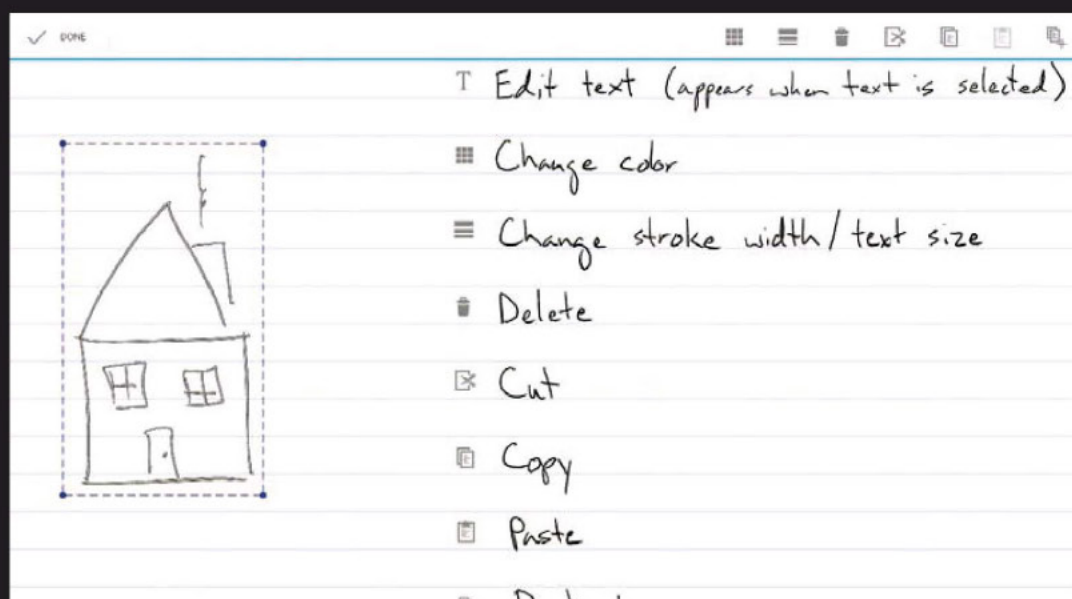 DONE
T Edit text (appears when text is selected)
Change color
Change stroke width/text size
Delete
Cut
Copy
Paste